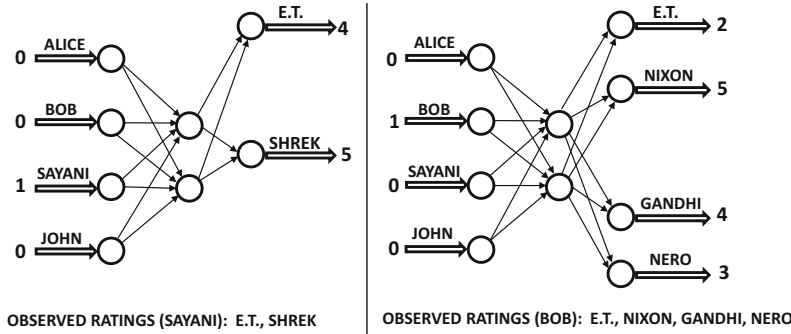 E.T.
4
0 ALICE
0 BOB
1 SAYANI
SHREK
5
0 JOHN
OBSERVED RATINGS (SAYANI): E.T., SHREK
E.T.
2
0 ALICE
NIXON
5
1 BOB
0 SAYANI
GANDHI
4
0 JOHN
NERO
3
OBSERVED RATINGS (BOB): E.T., NIXON, GANDHI, NERO